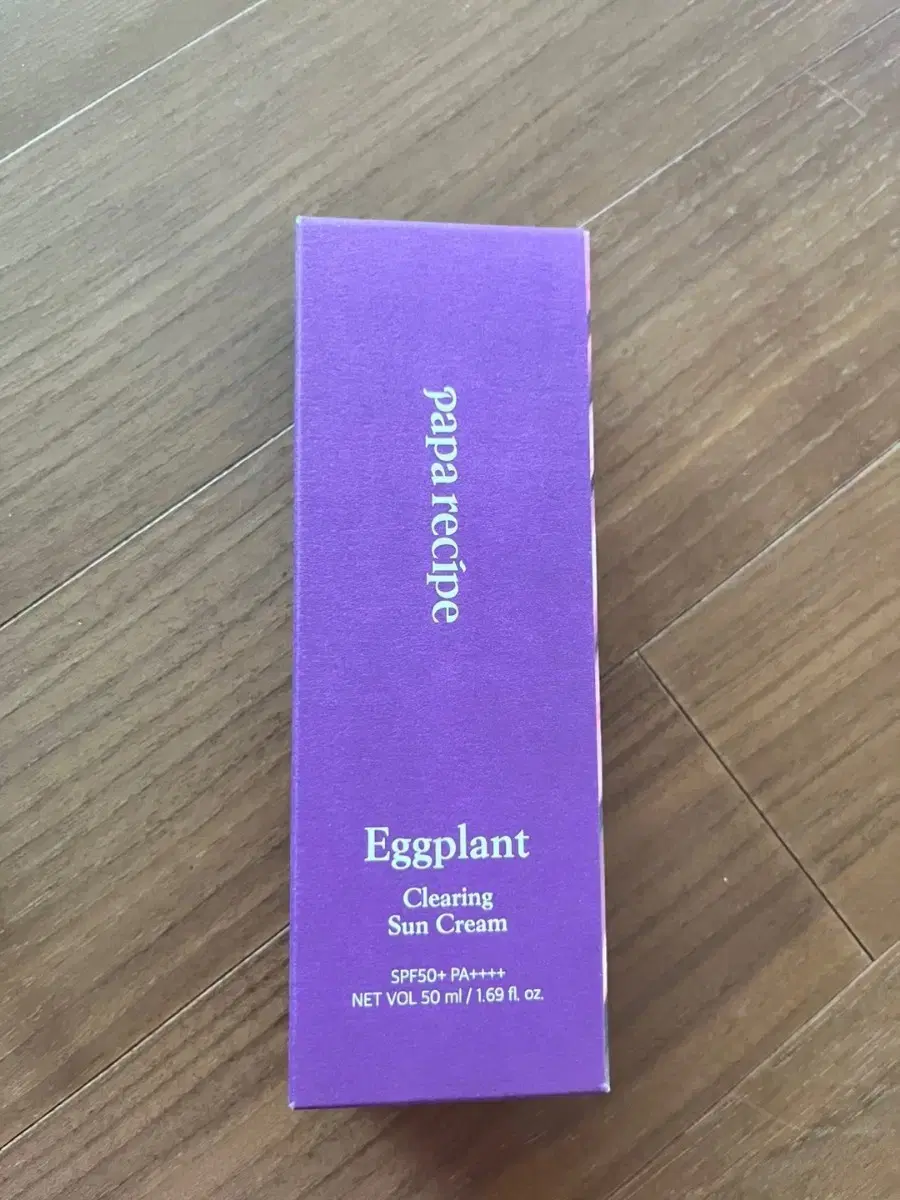 papa recipe
Eggplant
Clearing
Sun Cream
SPF50+ PA++++
NET VOL 50 ml / 1.69 fl. oz.